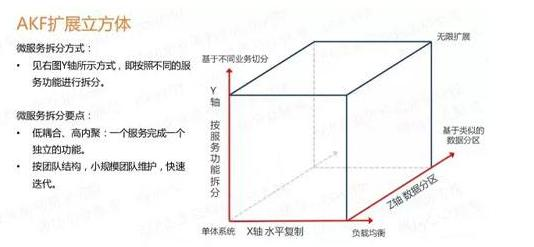 AKF扩展立方体
微服务拆分方式：
• 见右图Y轴所示方式，即按照不同的服
务功能进行拆分。
微服务拆分要点：
• 低耦合、高内聚：一个服务完成一个
独立的功能。
• 按团队结构，小规模团队维护，快速
迭代。
无限扩展
基于不同业务切分
Y
轴
按
服
务
功
能
拆
分
基于类似的
数据分区
Z轴 数据分区
单体系统
X轴 水平复制
负载均衡